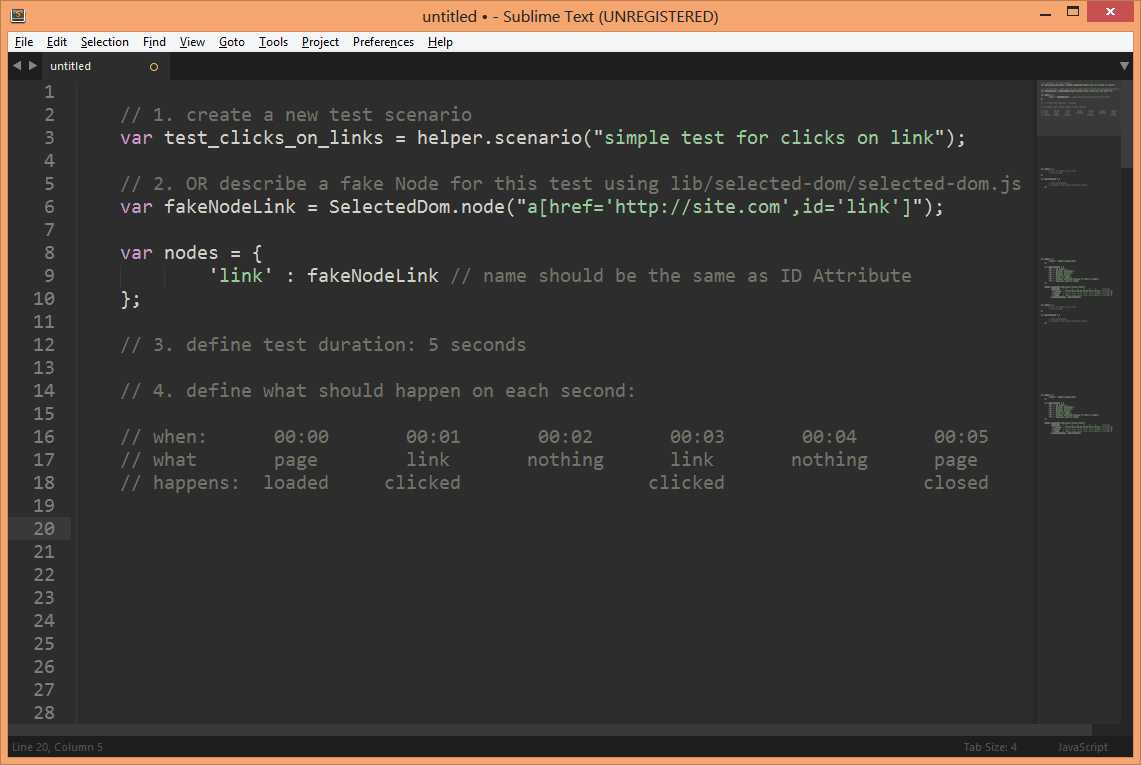 untitled • - Sublime Text (UNREGISTERED)
File Edit Selection Find View Goto Tools Project Preferences Help
untitled
1
2 // 1. create a new test scenario
3 var test_clicks_on_links = helper.scenario("simple test for clicks on link");
4
5 // 2. OR describe a fake Node for this test using lib/selected-dom/selected-dom.js
6 var fakeNodeLink = SelectedDom.node("a[href='http://site.com',id='link']");
7
8 var nodes = {
9 'link' : fakeNodeLink // name should be the same as ID Attribute
10 };
11
12 // 3. define test duration: 5 seconds
13
14 // 4. define what should happen on each second:
15
16 // when: 00:00 00:01 00:02 00:03 00:04 00:05
17 // what page link nothing link nothing page
18 // happens: loaded clicked clicked closed
19
20
21
22
23
24
25
26
27
28
Line 20, Column 5 Tab Size: 4 JavaScript